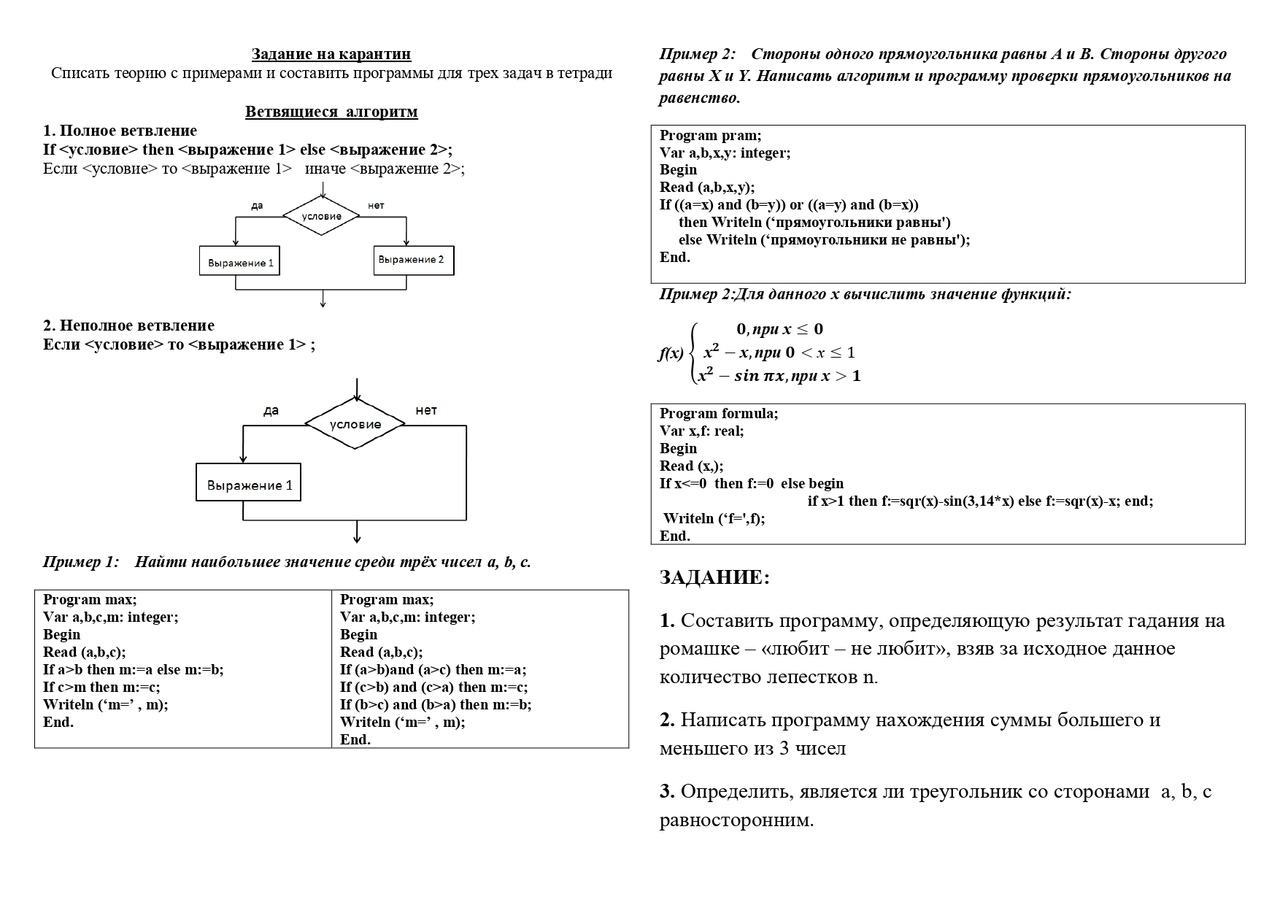 Задание на карантин
Списать теорию с примерами и составить программы для трех задач в тетради
Ветвящиеся алгоритм
1. Полное ветвление
If <условие> then <выражение 1> else <выражение 2>;
Если <условие> то <выражение 1> иначе <выражение 2>;
да
нет
условие
Выражение 1
Выражение 2
2. Неполное ветвление
Если <условие> то <выражение 1> ;
да
нет
условие
Выражение 1
Пример 1: Найти наибольшее значение среди трёх чисел a, b, c.
Program max;
Var a,b,c,m: integer;
Begin
Read (a,b,c);
If a>b then m:=a else m:=b;
If c>m then m:=c;
Writeln (‘m=’ , m);
End.
Program max;
Var a,b,c,m: integer;
Begin
Read (a,b,c);
If (a>b)and (a>c) then m:=a;
If (c>b) and (c>a) then m:=c;
If (b>c) and (b>a) then m:=b;
Writeln (‘m=’ , m);
End.
Пример 2: Стороны одного прямоугольника равны А и В. Стороны другого
равны X и Y. Написать алгоритм и программу проверки прямоугольников на
равенство.
Program pram;
Var a,b,x,y: integer;
Begin
Read (a,b,x,y);
If ((a=x) and (b=y)) or ((a=y) and (b=x))
then Writeln (‘прямоугольники равны')
else Writeln (‘прямоугольники не равны');
End.
Пример 2:Для данного x вычислить значение функций:
0, при x ≤ 0
f(x) { x² − x, при 0 < x ≤ 1
x² − sin πx, при x > 1
Program formula;
Var x,f: real;
Begin
Read (x,);
If x<=0 then f:=0 else begin
if x>1 then f:=sqr(x)-sin(3,14*x) else f:=sqr(x)-x; end;
Writeln (‘f=',f);
End.
ЗАДАНИЕ:
1. Составить программу, определяющую результат гадания на
ромашке – «любит – не любит», взяв за исходное данное
количество лепестков n.
2. Написать программу нахождения суммы большего и
меньшего из 3 чисел
3. Определить, является ли треугольник со сторонами a, b, c
равносторонним.